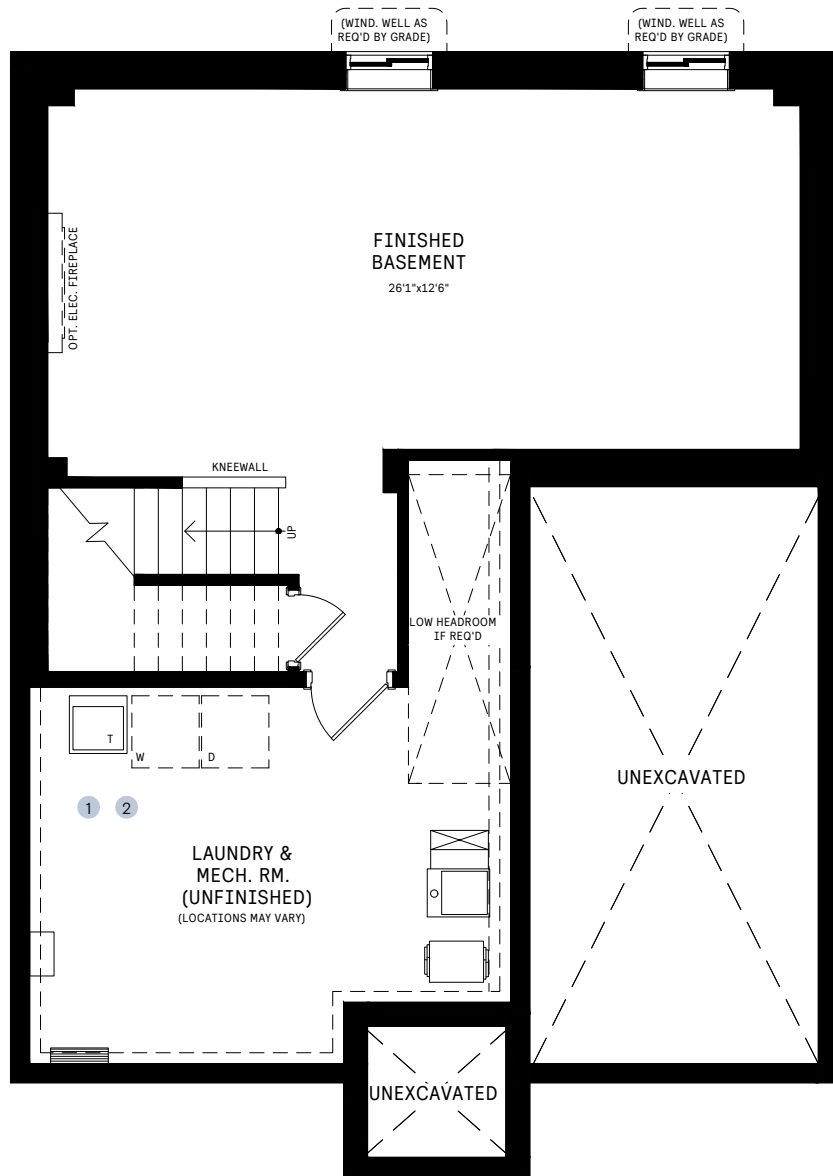 (WIND. WELL AS
REQ'D BY GRADE)
(WIND. WELL AS
REQ'D BY GRADE)
FINISHED
BASEMENT
26'1"x12'6"
OPT. ELEC. FIREPLACE
KNEEWALL
UP
LOW HEADROOM
IF REQ'D
T
W
D
1
2
UNEXCAVATED
LAUNDRY &
MECH. RM.
(UNFINISHED)
(LOCATIONS MAY VARY)
UNEXCAVATED